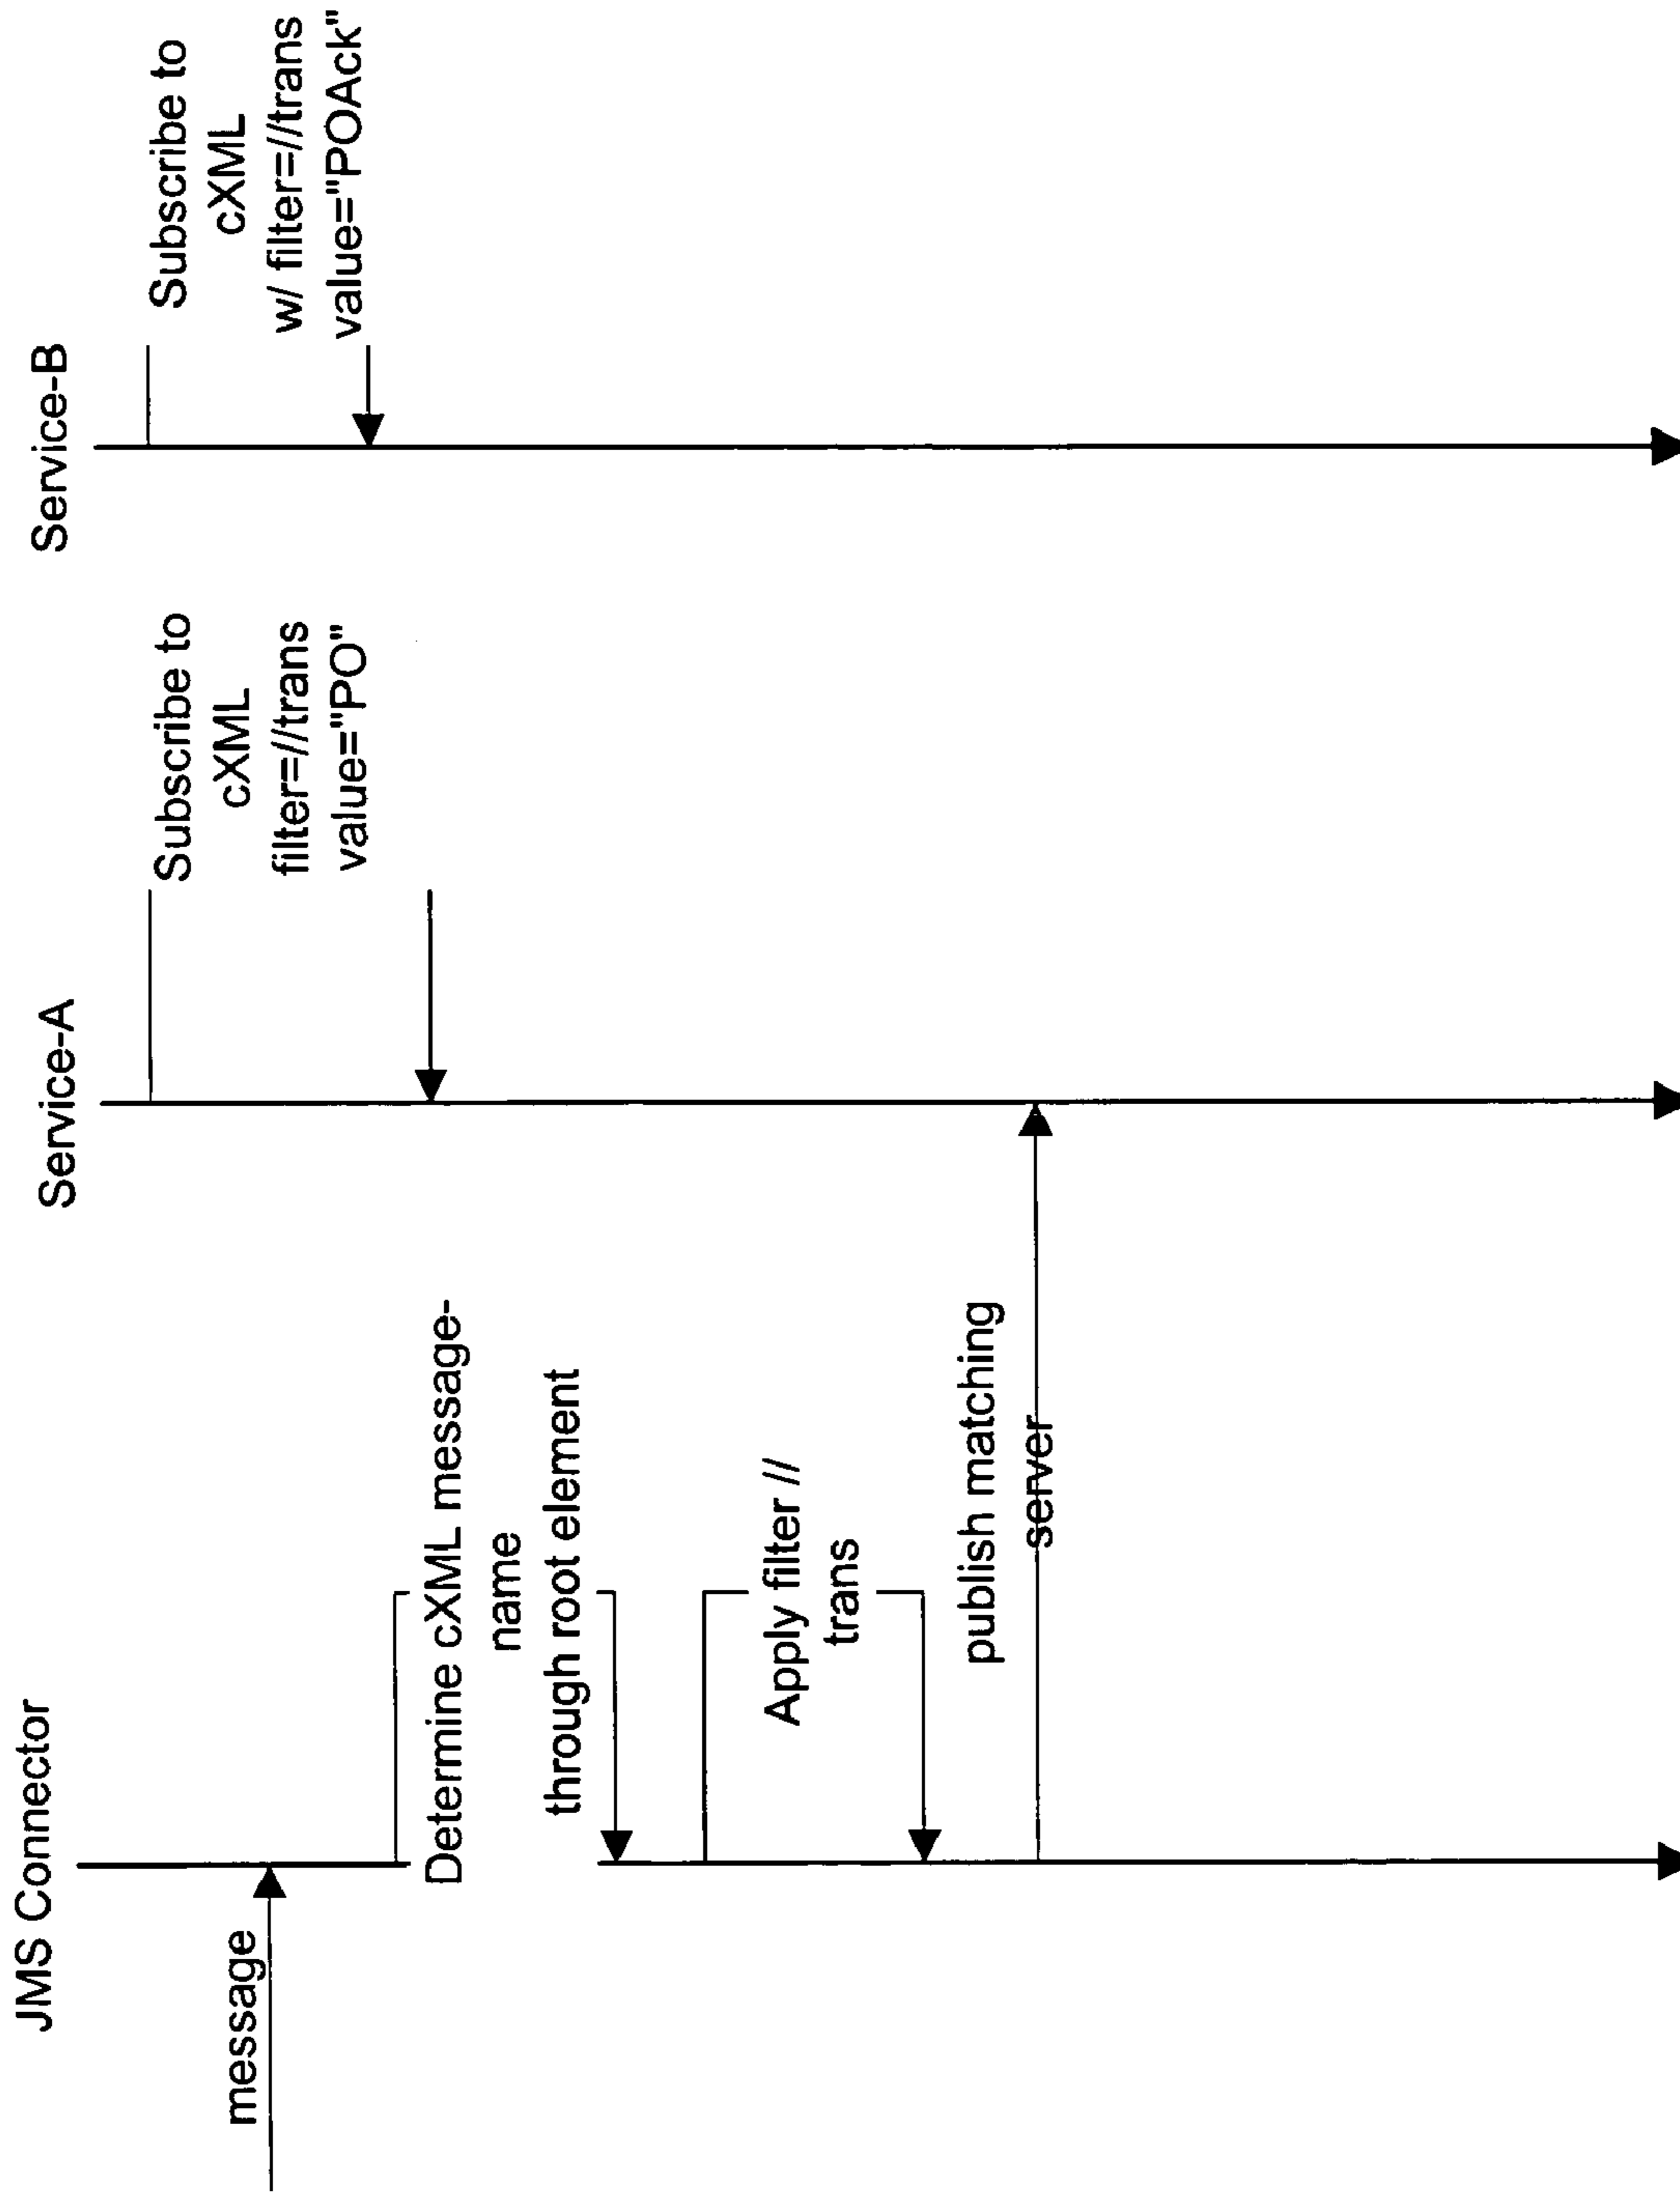 JMS Connector
message
Determine cXML message-
name
through root element
Apply filter //
trans
publish matching
server
Service-A
Subscribe to
cXML
filter=//trans
value="PO"
Service-B
Subscribe to
cXML
w/ filter=//trans
value="POAck"